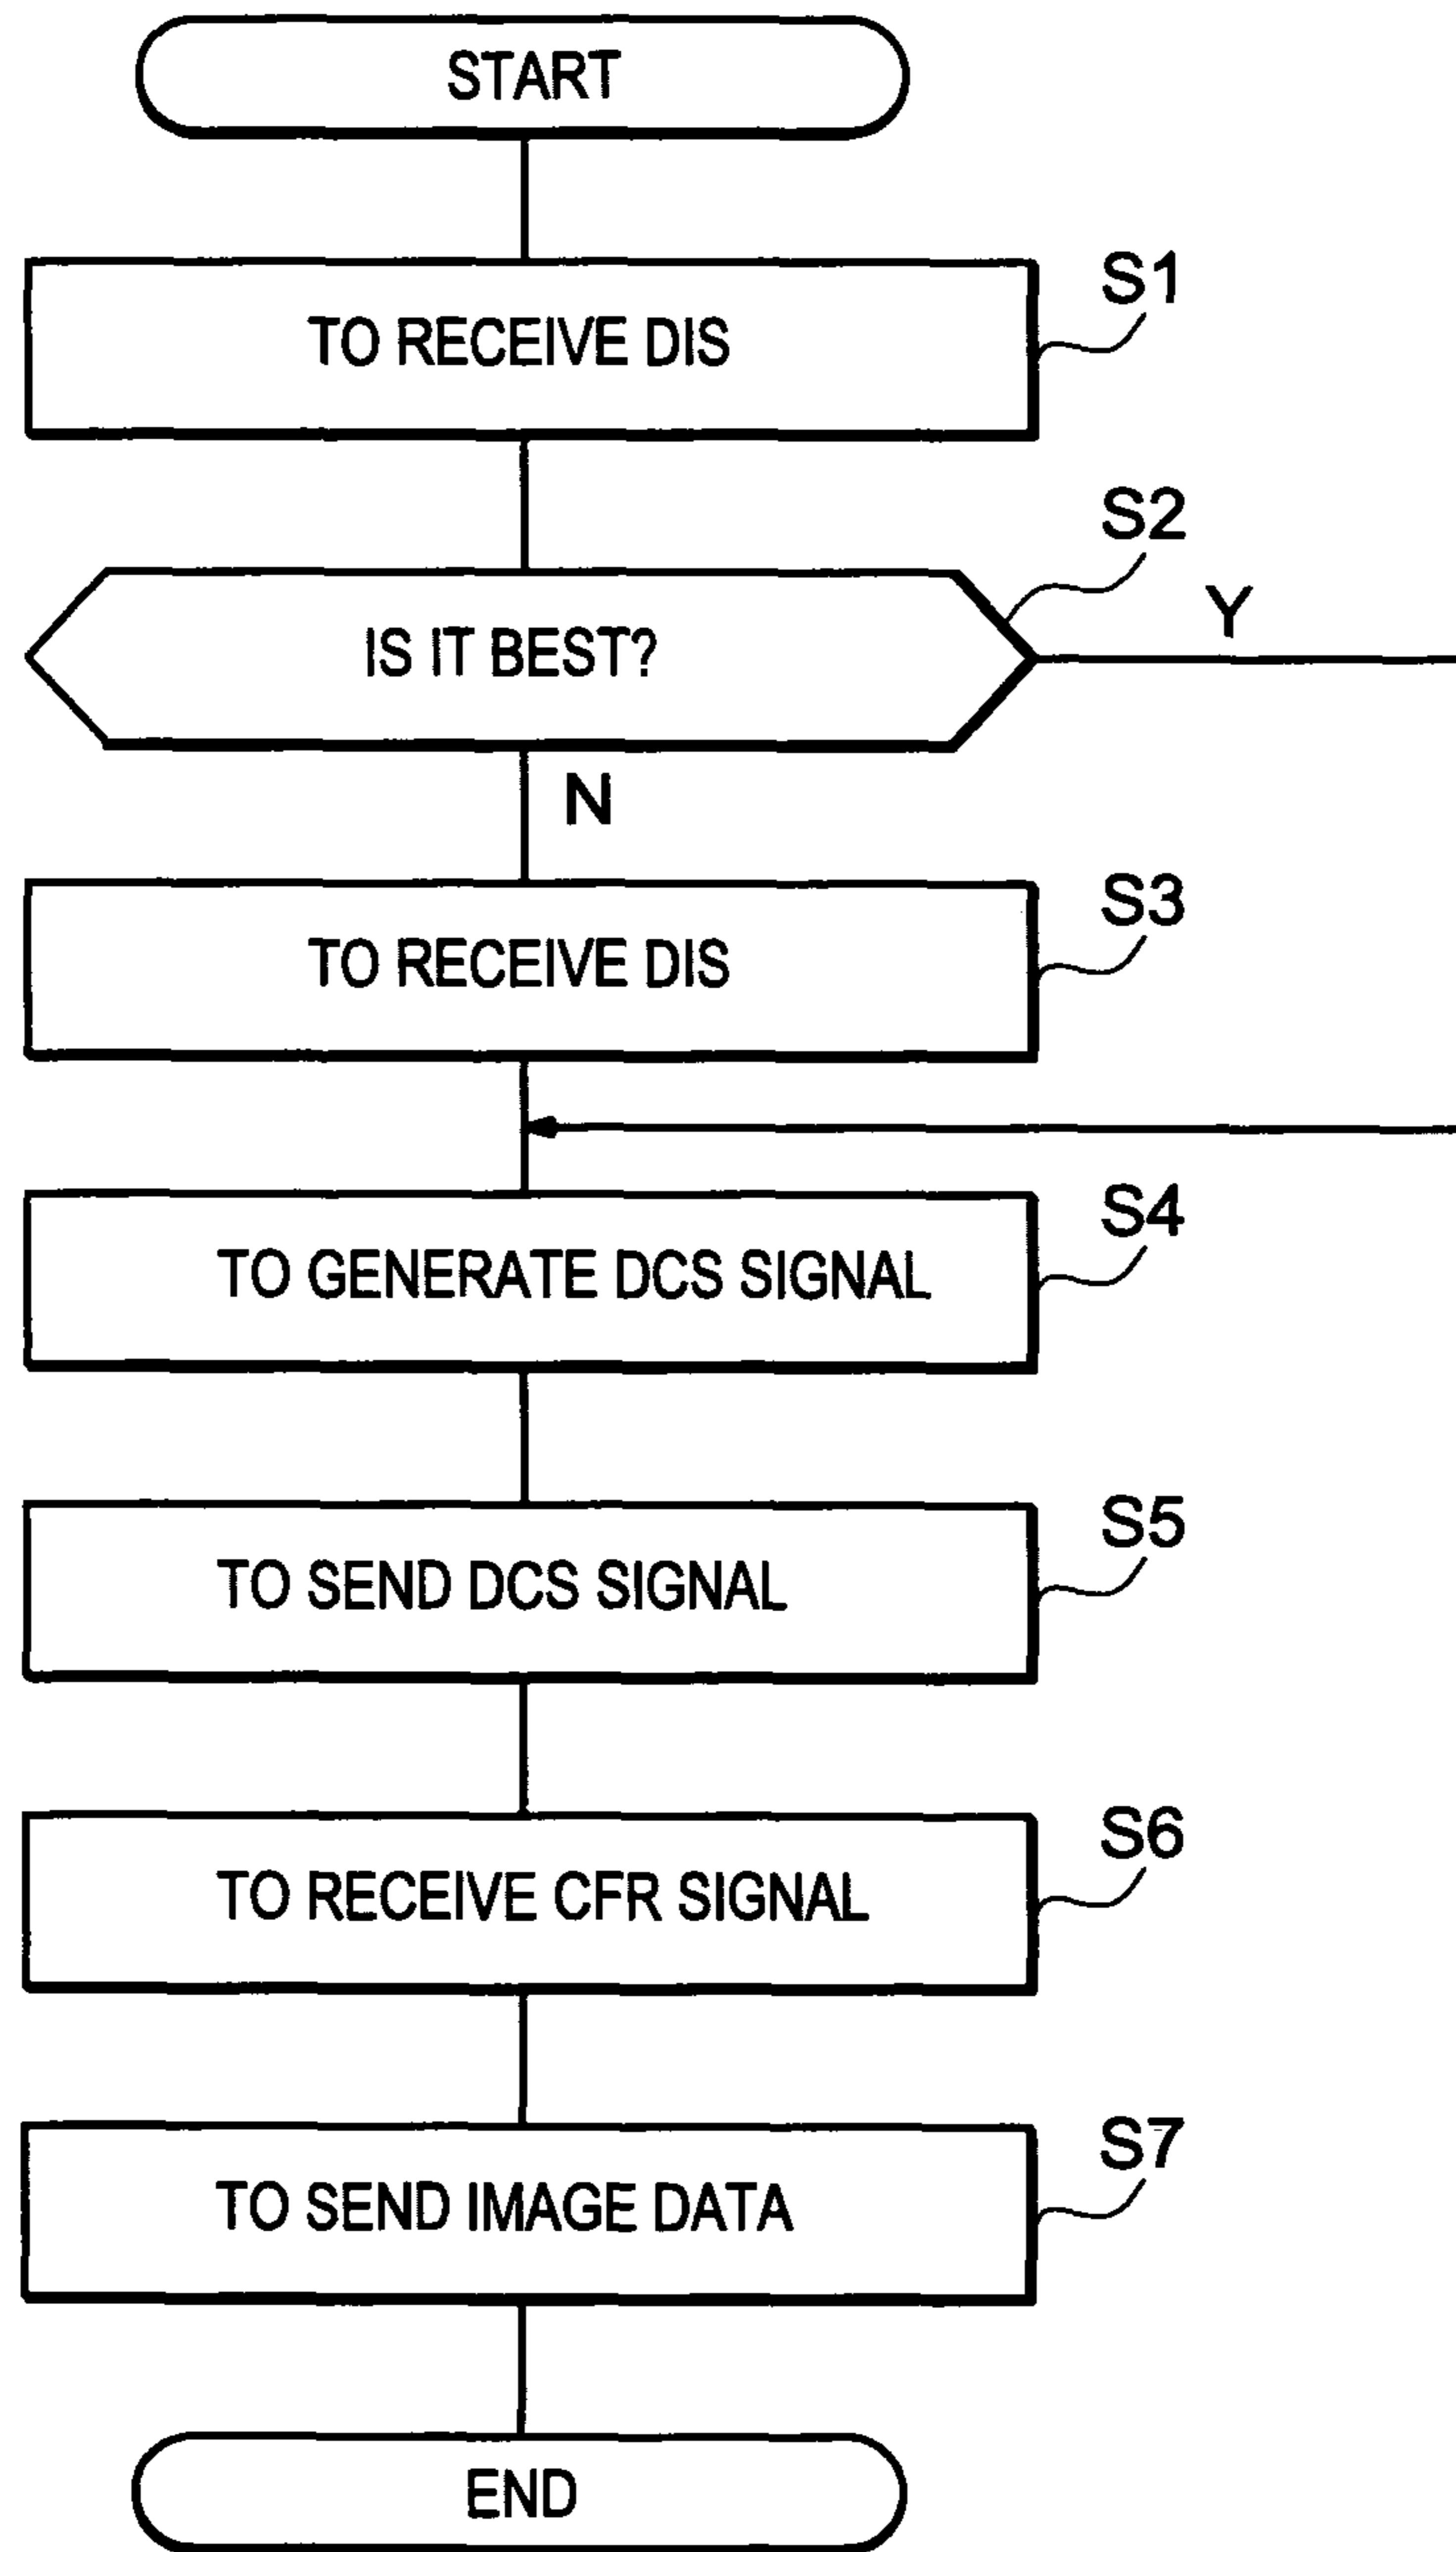 START
S1
TO RECEIVE DIS
S2
IS IT BEST?
Y
N
S3
TO RECEIVE DIS
S4
TO GENERATE DCS SIGNAL
S5
TO SEND DCS SIGNAL
S6
TO RECEIVE CFR SIGNAL
S7
TO SEND IMAGE DATA
END